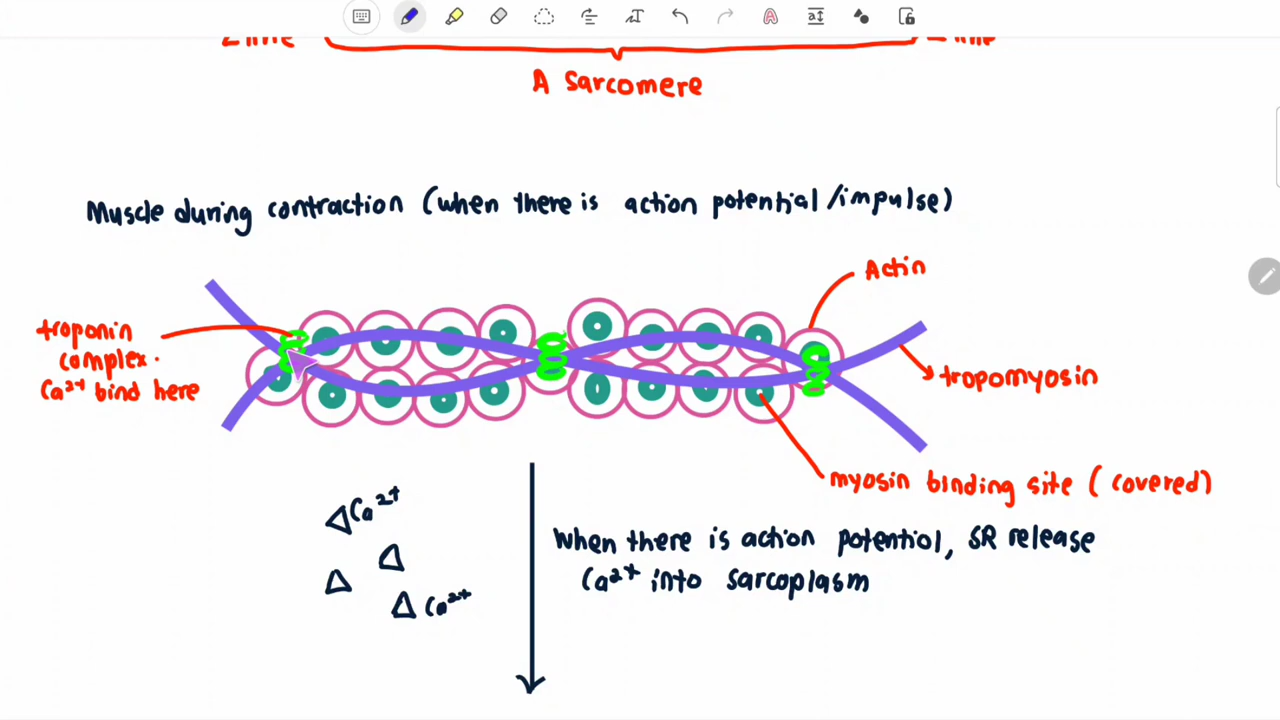 A Sarcomere
Muscle during contraction (when there is action potential/impulse)
Actin
troponin
complex.
Ca²⁺ bind here
tropomyosin
myosin binding site (covered)
Ca²⁺
When there is action potential, SR release
Ca²⁺ into sarcoplasm
Ca²⁺